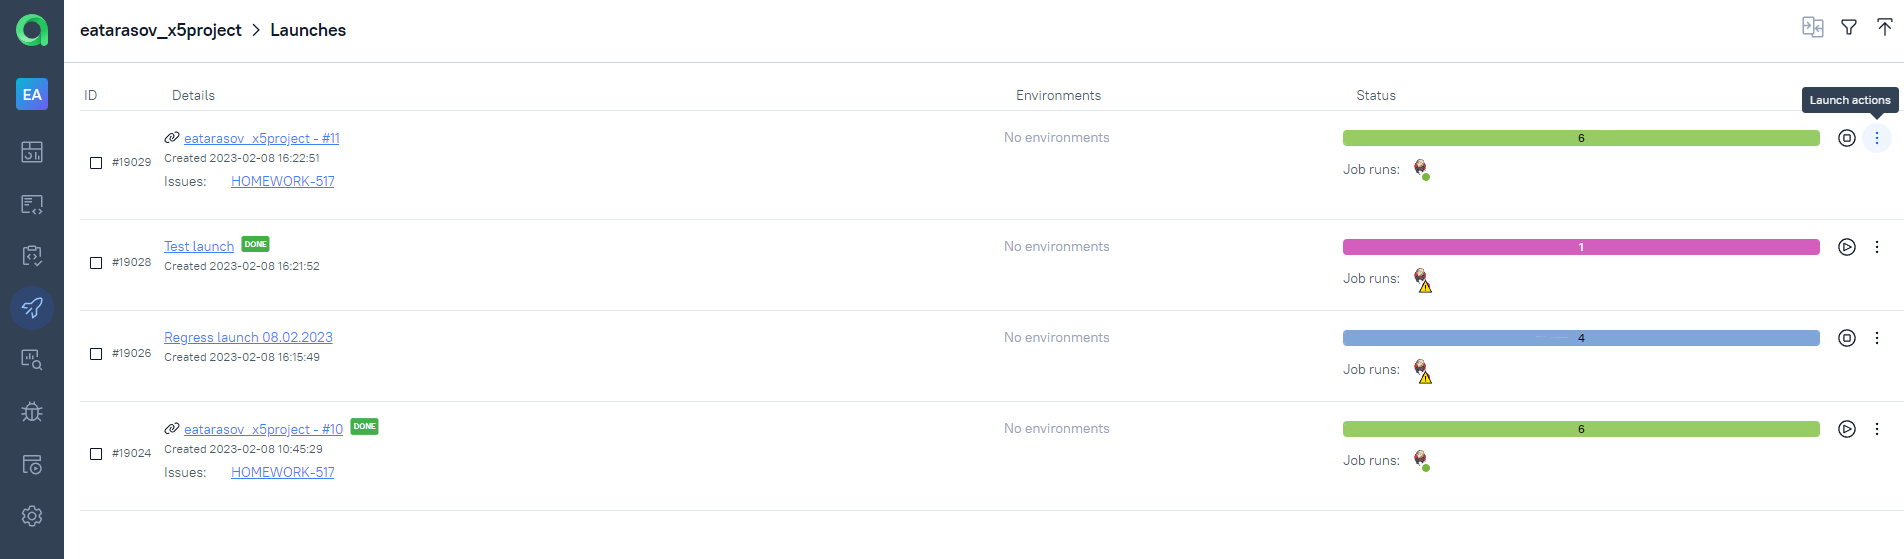 eatarasov_x5project > Launches
EA
ID Details Environments Status
Launch actions
eatarasov_x5project - #11 No environments 6
Created 2023-02-08 16:22:51
#19029
Job runs:
Issues: HOMEWORK-517
Test launch DONE No environments 1
Created 2023-02-08 16:21:52
#19028
Job runs:
Regress launch 08.02.2023 No environments 4
Created 2023-02-08 16:15:49
#19026
Job runs:
eatarasov_x5project - #10 DONE No environments 6
Created 2023-02-08 10:45:29
#19024
Job runs:
Issues: HOMEWORK-517